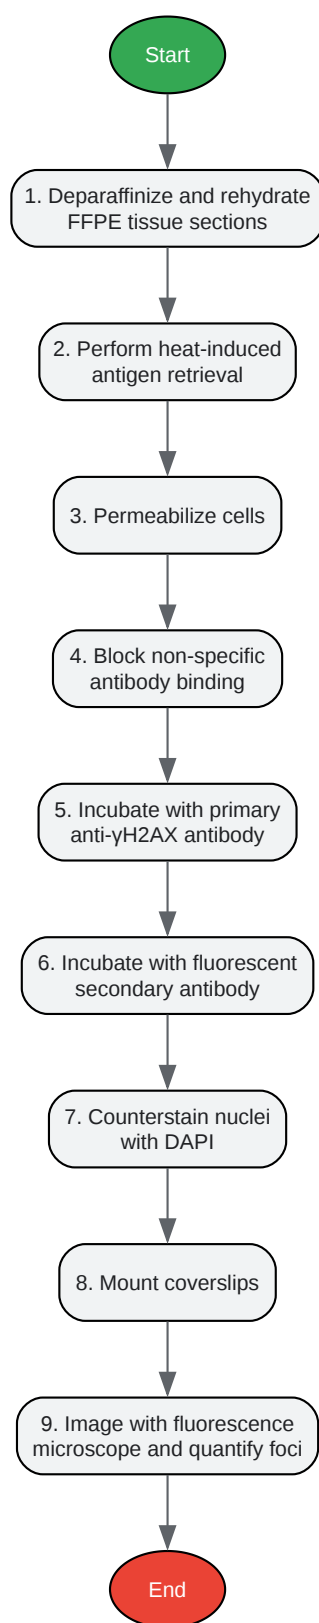 Start
1. Deparaffinize and rehydrate
FFPE tissue sections
2. Perform heat-induced
antigen retrieval
3. Permeabilize cells
4. Block non-specific
antibody binding
5. Incubate with primary
anti-γH2AX antibody
6. Incubate with fluorescent
secondary antibody
7. Counterstain nuclei
with DAPI
8. Mount coverslips
9. Image with fluorescence
microscope and quantify foci
End